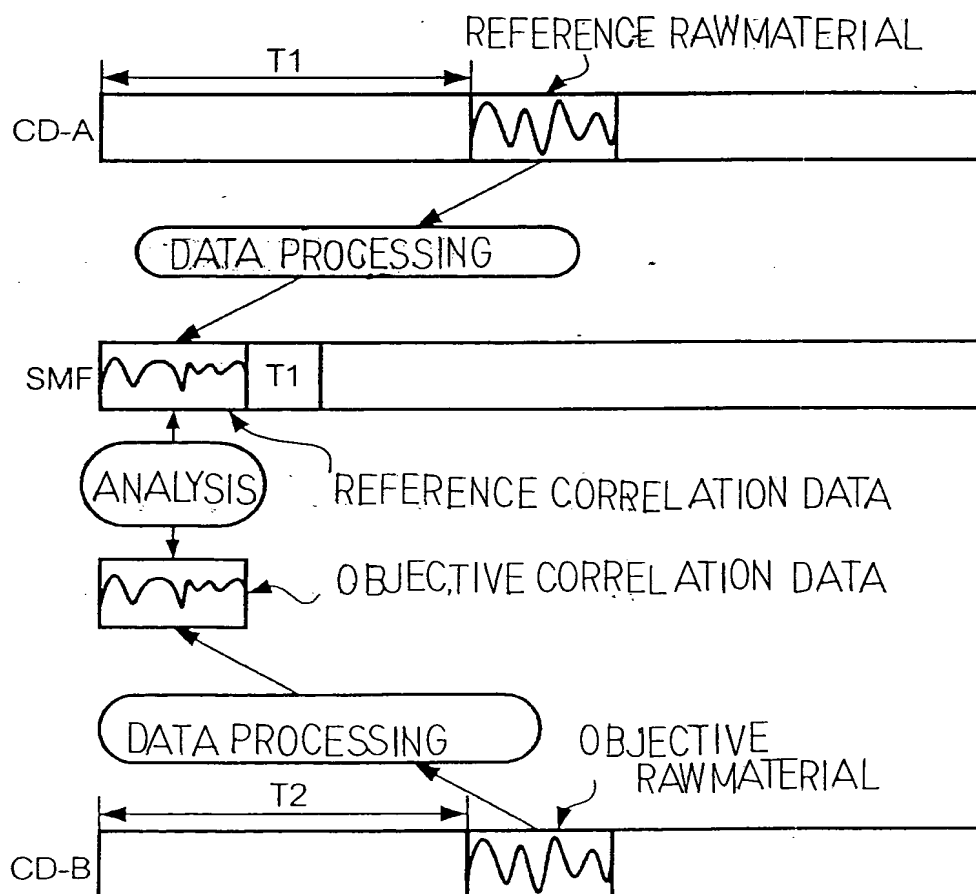 REFERENCE RAWMATERIAL
T1
CD-A
DATA PROCESSING
SMF
T1
ANALYSIS
REFERENCE CORRELATION DATA
OBJECTIVE CORRELATION DATA
DATA PROCESSING
OBJECTIVE
RAWMATERIAL
T2
CD-B